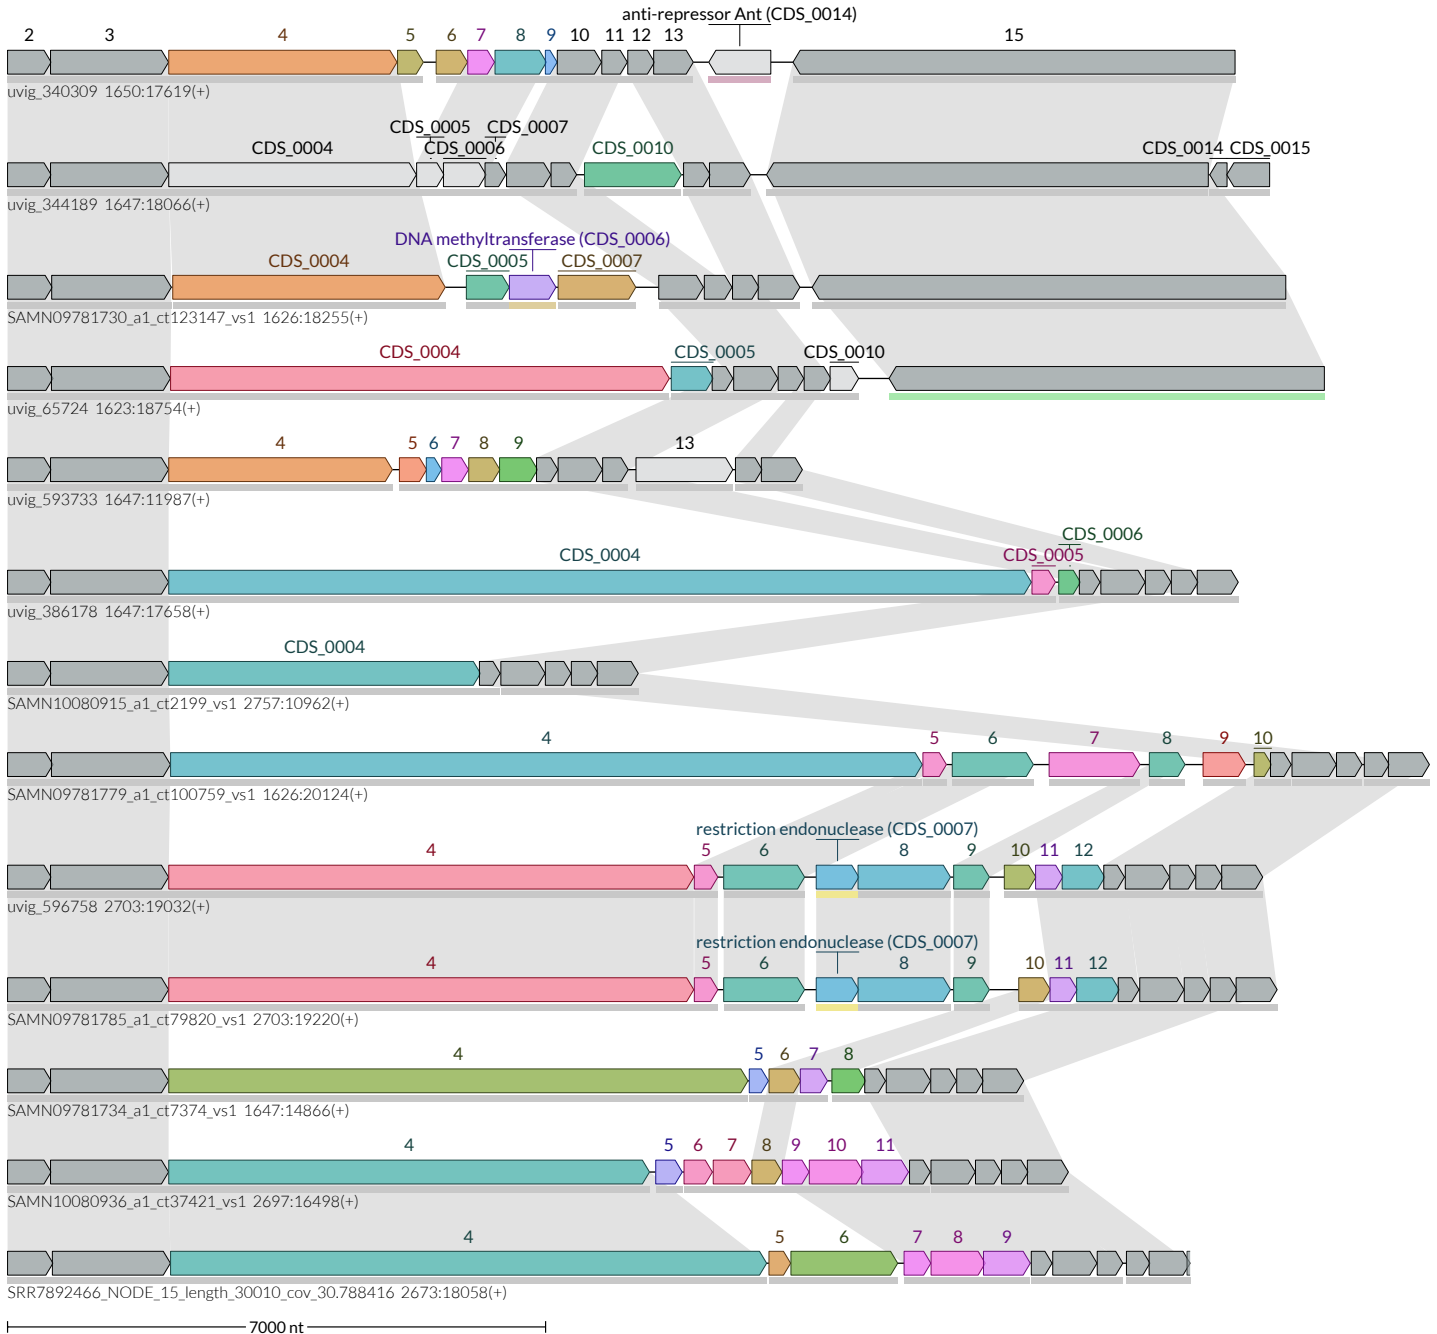 anti-repressor Ant (CDS_0014)
2 3 4 5 6 7 8 9 10 11 12 13 15
uvig_340309 1650:17619(+)
CDS_0005 CDS_0007
CDS_0004 CDS_0006 CDS_0010 CDS_0014 CDS_0015
uvig_344189 1647:18066(+)
DNA methyltransferase (CDS_0006)
CDS_0004 CDS_0005 CDS_0007
SAMN09781730_a1_ct123147_vs1 1626:18255(+)
CDS_0004 CDS_0005 CDS_0010
uvig_65724 1623:18754(+)
4 5 6 7 8 9 13
uvig_593733 1647:11987(+)
CDS_0006
CDS_0004 CDS_0005
uvig_386178 1647:17658(+)
CDS_0004
SAMN10080915_a1_ct2199_vs1 2757:10962(+)
4 5 6 7 8 9 10
SAMN09781779_a1_ct100759_vs1 1626:20124(+)
restriction endonuclease (CDS_0007)
4 5 6 8 9 10 11 12
uvig_596758 2703:19032(+)
restriction endonuclease (CDS_0007)
4 5 6 8 9 10 11 12
SAMN09781785_a1_ct79820_vs1 2703:19220(+)
4 5 6 7 8
SAMN09781734_a1_ct7374_vs1 1647:14866(+)
4 5 6 7 8 9 10 11
SAMN10080936_a1_ct37421_vs1 2697:16498(+)
4 5 6 7 8 9
SRR7892466_NODE_15_length_30010_cov_30.788416 2673:18058(+)
7000 nt